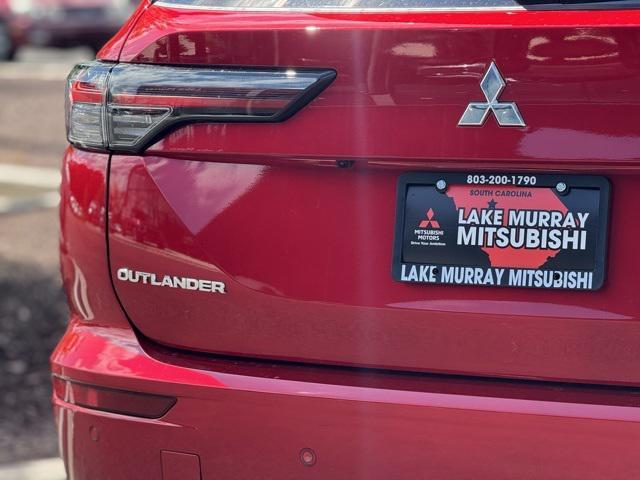 803-200-1790
SOUTH CAROLINA
LAKE MURRAY
MITSUBISHI
MITSUBISHI
MOTORS
Drive Your Ambition
LAKE MURRAY MITSUBISHI
OUTLANDER